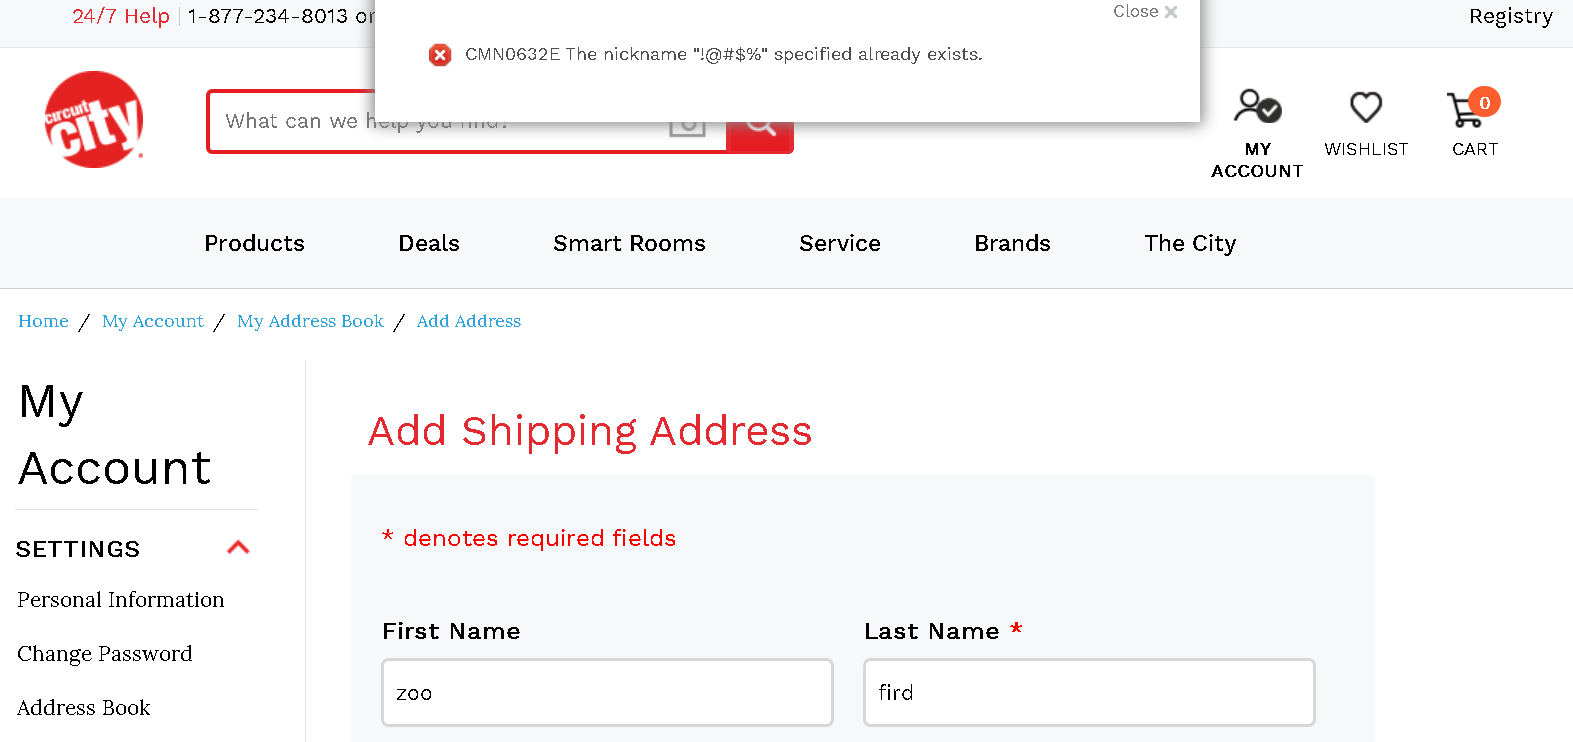 24/7 Help 1-877-234-8013 or
Close
Registry
CMN0632E The nickname "!@#$%" specified already exists.
circuit city
What can we help you find?
0
MY ACCOUNT
WISHLIST
CART
Products Deals Smart Rooms Service Brands The City
Home / My Account / My Address Book / Add Address
My
Account
SETTINGS
Personal Information
Change Password
Address Book
Add Shipping Address
* denotes required fields
First Name
Last Name *
zoo
fird